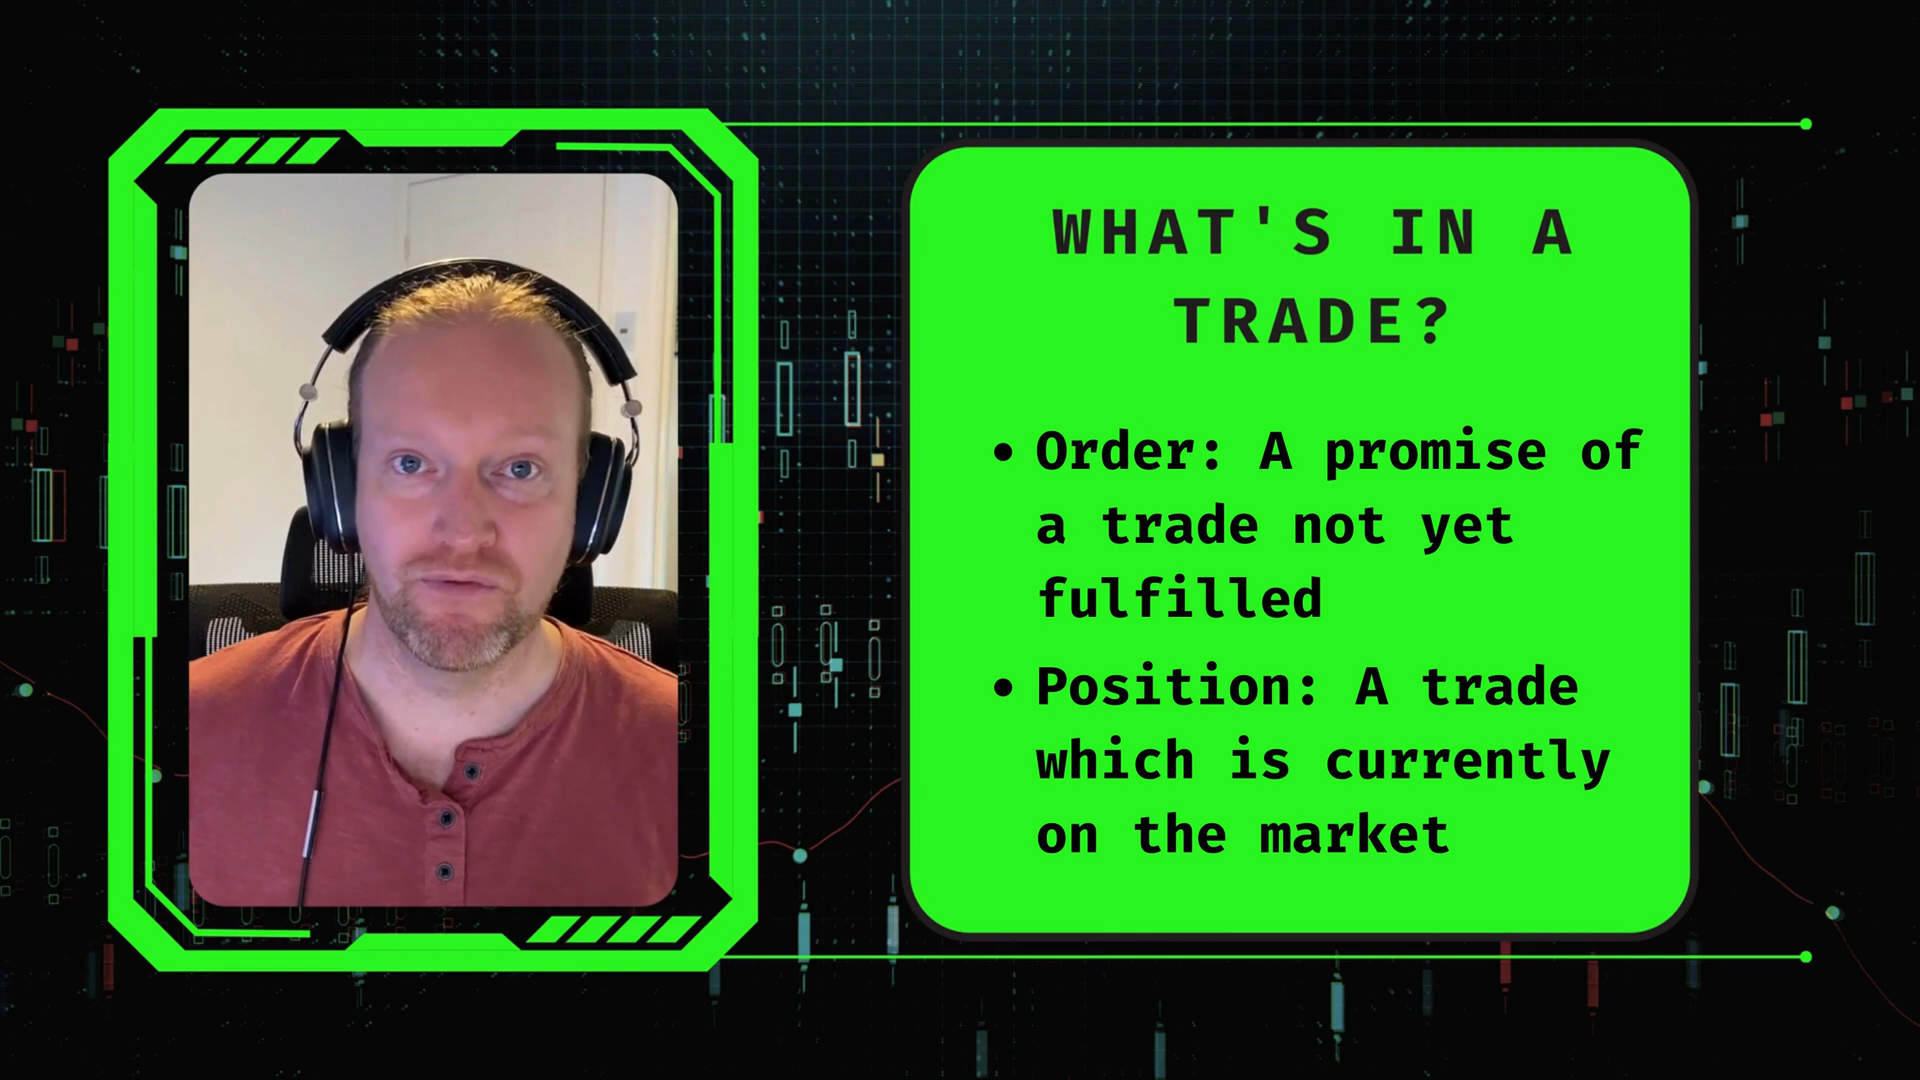 WHAT'S IN A
TRADE?
• Order: A promise of
a trade not yet
fulfilled
• Position: A trade
which is currently
on the market